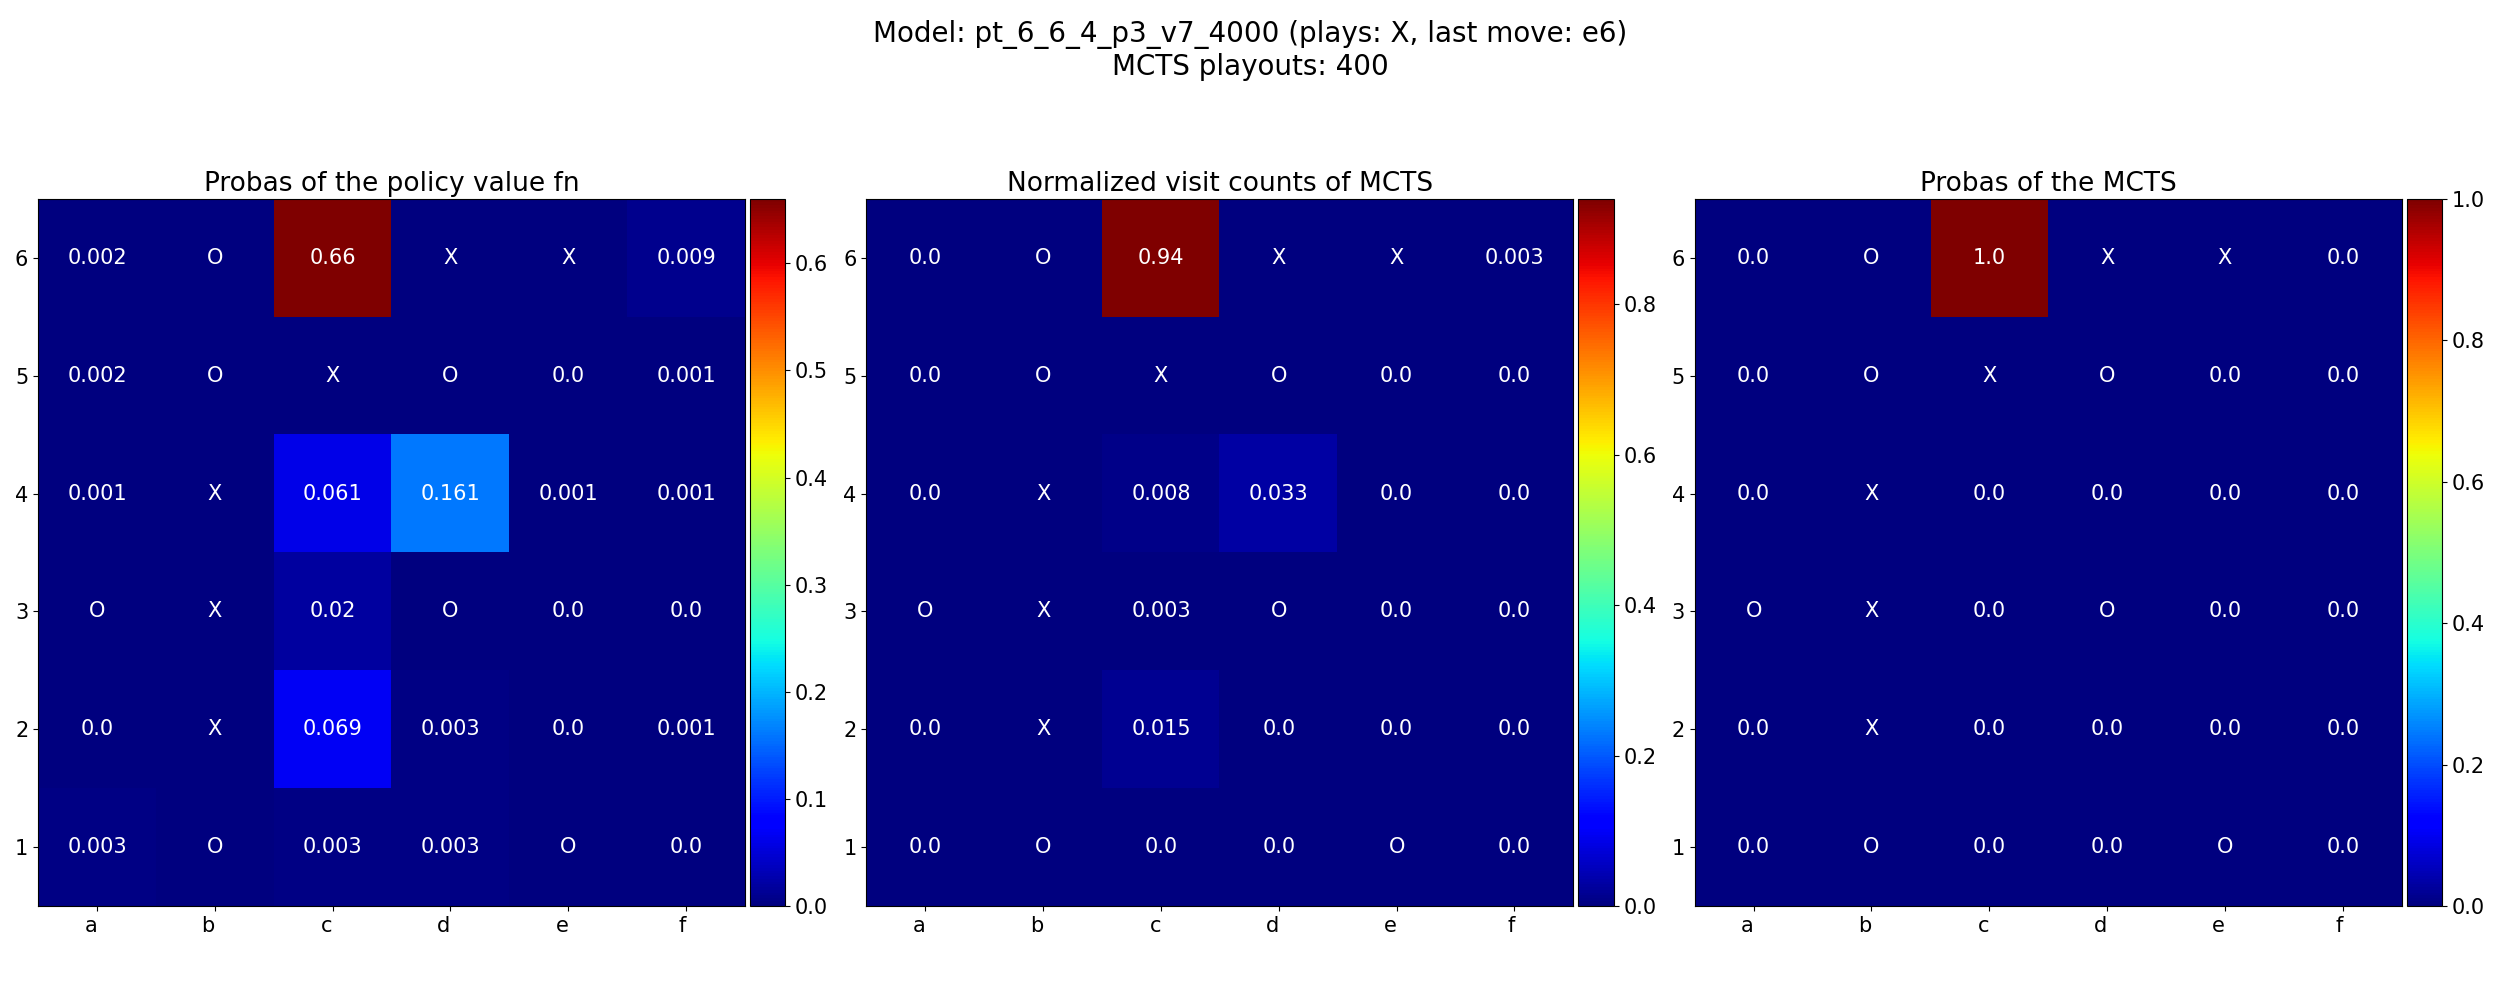 Model: pt_6_6_4_p3_v7_4000 (plays: X, last move: e6)
MCTS playouts: 400
Probas of the policy value fn
6 0.002 O 0.66 X X 0.009
5 0.002 O X O 0.0 0.001
4 0.001 X 0.061 0.161 0.001 0.001
3 O X 0.02 O 0.0 0.0
2 0.0 X 0.069 0.003 0.0 0.001
1 0.003 O 0.003 0.003 O 0.0
a b c d e f
0.6
0.5
0.4
0.3
0.2
0.1
0.0
Normalized visit counts of MCTS
6 0.0 O 0.94 X X 0.003
5 0.0 O X O 0.0 0.0
4 0.0 X 0.008 0.033 0.0 0.0
3 O X 0.003 O 0.0 0.0
2 0.0 X 0.015 0.0 0.0 0.0
1 0.0 O 0.0 0.0 O 0.0
a b c d e f
0.8
0.6
0.4
0.2
0.0
Probas of the MCTS
6 0.0 O 1.0 X X 0.0
5 0.0 O X O 0.0 0.0
4 0.0 X 0.0 0.0 0.0 0.0
3 O X 0.0 O 0.0 0.0
2 0.0 X 0.0 0.0 0.0 0.0
1 0.0 O 0.0 0.0 O 0.0
a b c d e f
1.0
0.8
0.6
0.4
0.2
0.0